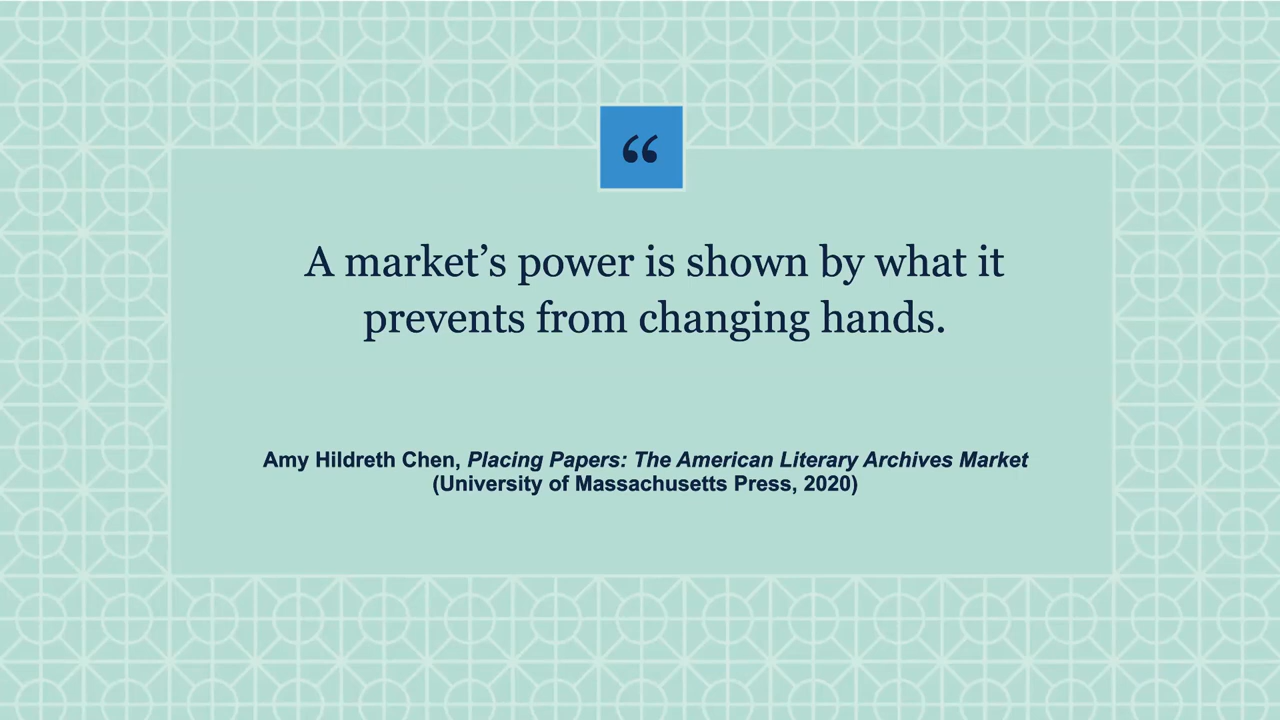 “
A market’s power is shown by what it
prevents from changing hands.
Amy Hildreth Chen, Placing Papers: The American Literary Archives Market
(University of Massachusetts Press, 2020)